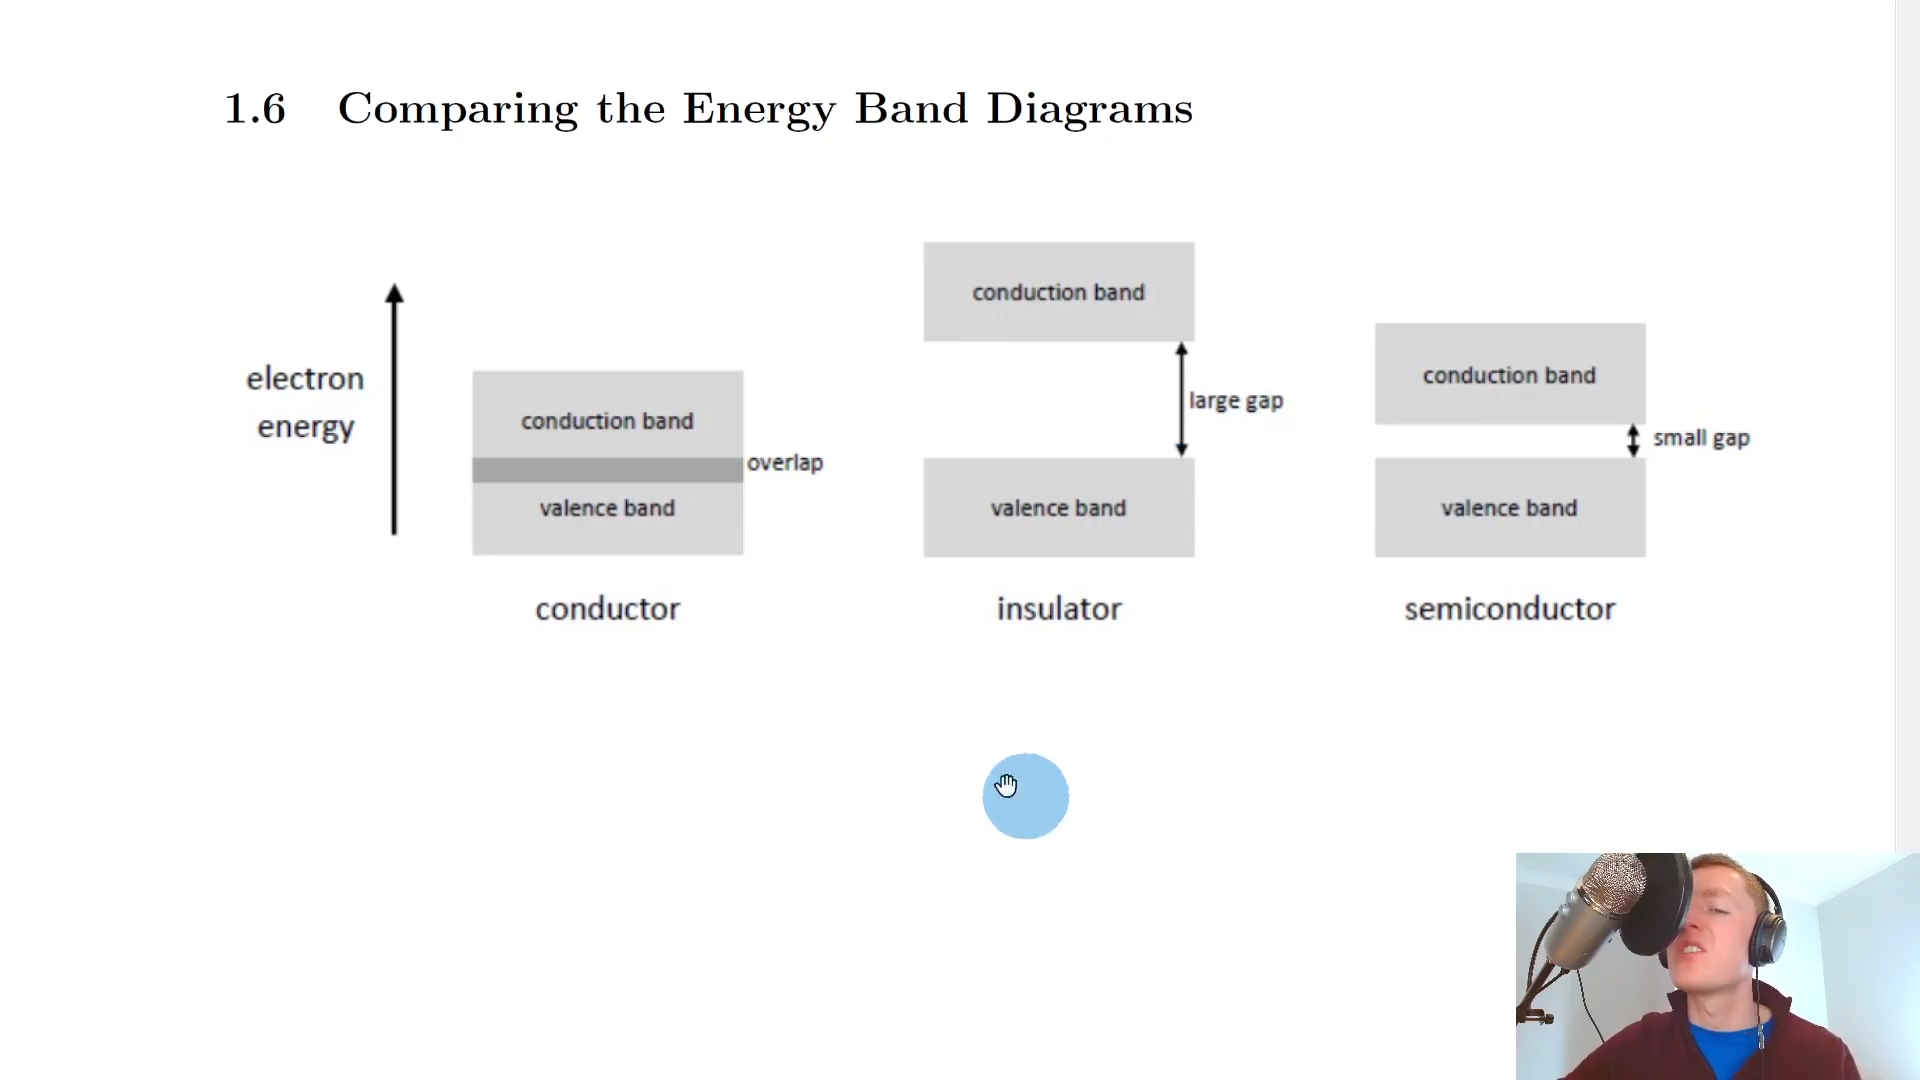 1.6 Comparing the Energy Band Diagrams
electron
energy
conduction band
overlap
valence band
conductor
conduction band
large gap
valence band
insulator
conduction band
small gap
valence band
semiconductor